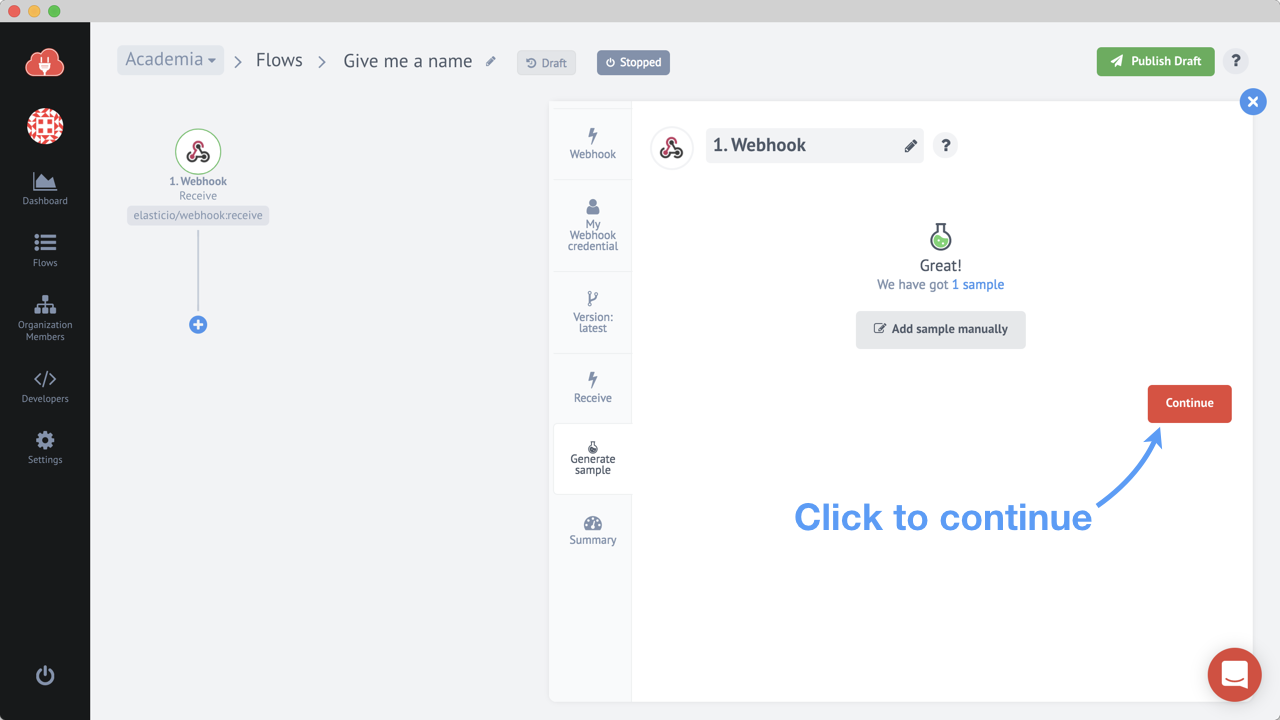 Academia
Flows
Give me a name
Draft
Stopped
Publish Draft
?
Dashboard
Flows
Organization
Members
Developers
Settings
1. Webhook
Receive
elasticio/webhook:receive
Webhook
My
Webhook
credential
Version:
latest
Receive
Generate
sample
Summary
1. Webhook
?
Great!
We have got 1 sample
Add sample manually
Continue
Click to continue